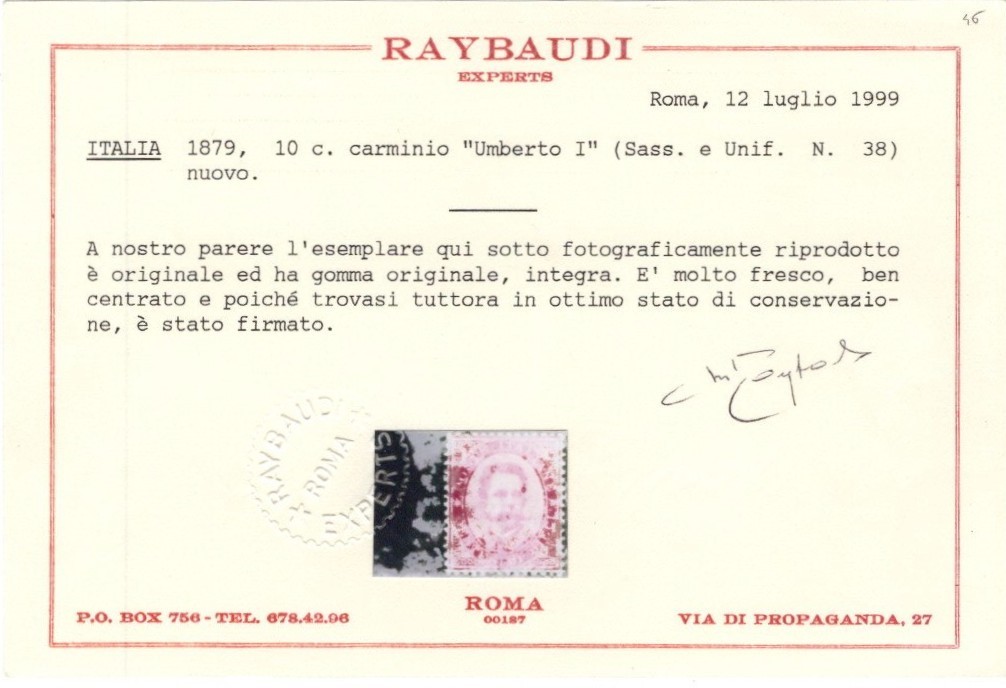 46
RAYBAUDI
EXPERTS
Roma, 12 luglio 1999
ITALIA 1879, 10 c. carminio "Umberto I" (Sass. e Unif. N. 38)
nuovo.
A nostro parere l'esemplare qui sotto fotograficamente riprodotto
è originale ed ha gomma originale, integra. E' molto fresco, ben
centrato e poiché trovasi tuttora in ottimo stato di conservazio-
ne, è stato firmato.
RAYBAUDI
ROMA
EXPERTS
ROMA
00187
P.O. BOX 756 - TEL. 678.42.96
VIA DI PROPAGANDA, 27